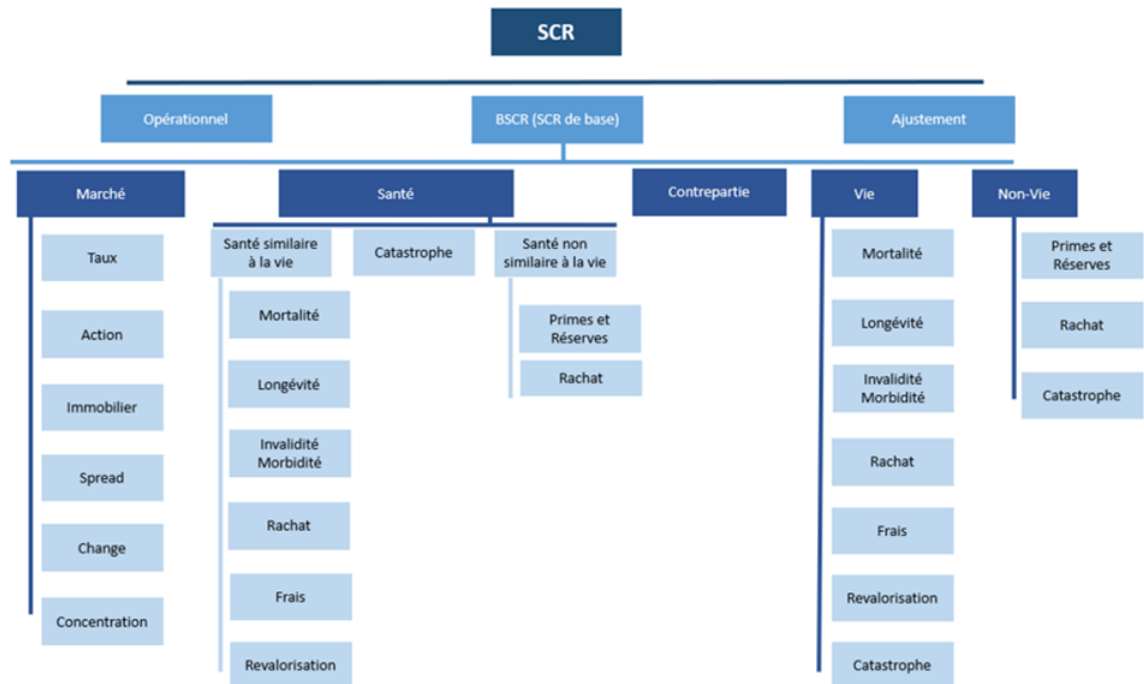 SCR
Opérationnel
BSCR (SCR de base)
Ajustement
Marché
Santé
Contrepartie
Vie
Non-Vie
Taux
Action
Immobilier
Spread
Change
Concentration
Santé similaire
à la vie
Mortalité
Longévité
Invalidité
Morbidité
Rachat
Frais
Revalorisation
Catastrophe
Santé non
similaire à la vie
Primes et
Réserves
Rachat
Mortalité
Longévité
Invalidité
Morbidité
Rachat
Frais
Revalorisation
Catastrophe
Primes et
Réserves
Rachat
Catastrophe